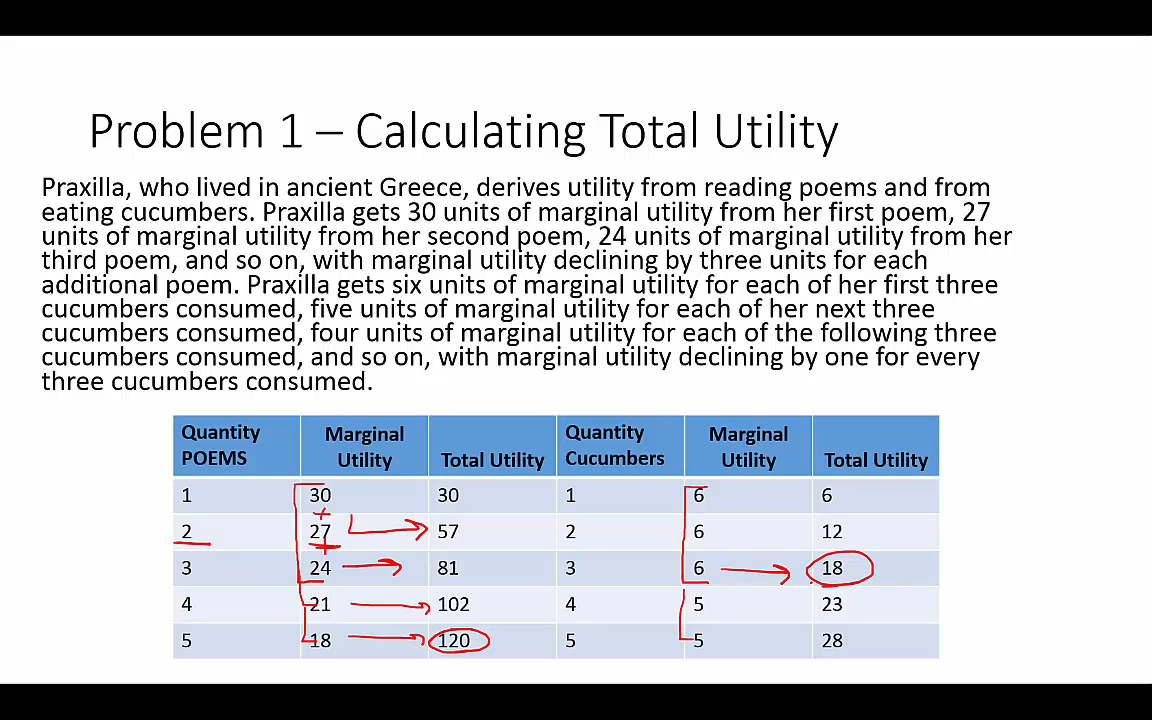 Problem 1 – Calculating Total Utility
Praxilla, who lived in ancient Greece, derives utility from reading poems and from
eating cucumbers. Praxilla gets 30 units of marginal utility from her first poem, 27
units of marginal utility from her second poem, 24 units of marginal utility from her
third poem, and so on, with marginal utility declining by three units for each
additional poem. Praxilla gets six units of marginal utility for each of her first three
cucumbers consumed, five units of marginal utility for each of her next three
cucumbers consumed, four units of marginal utility for each of the following three
cucumbers consumed, and so on, with marginal utility declining by one for every
three cucumbers consumed.
Quantity POEMS Marginal Utility Total Utility Quantity Cucumbers Marginal Utility Total Utility
1 30 30 1 6 6
+
2 27 57 2 6 12
+
3 24 81 3 6 18
4 21 102 4 5 23
5 18 120 5 5 28